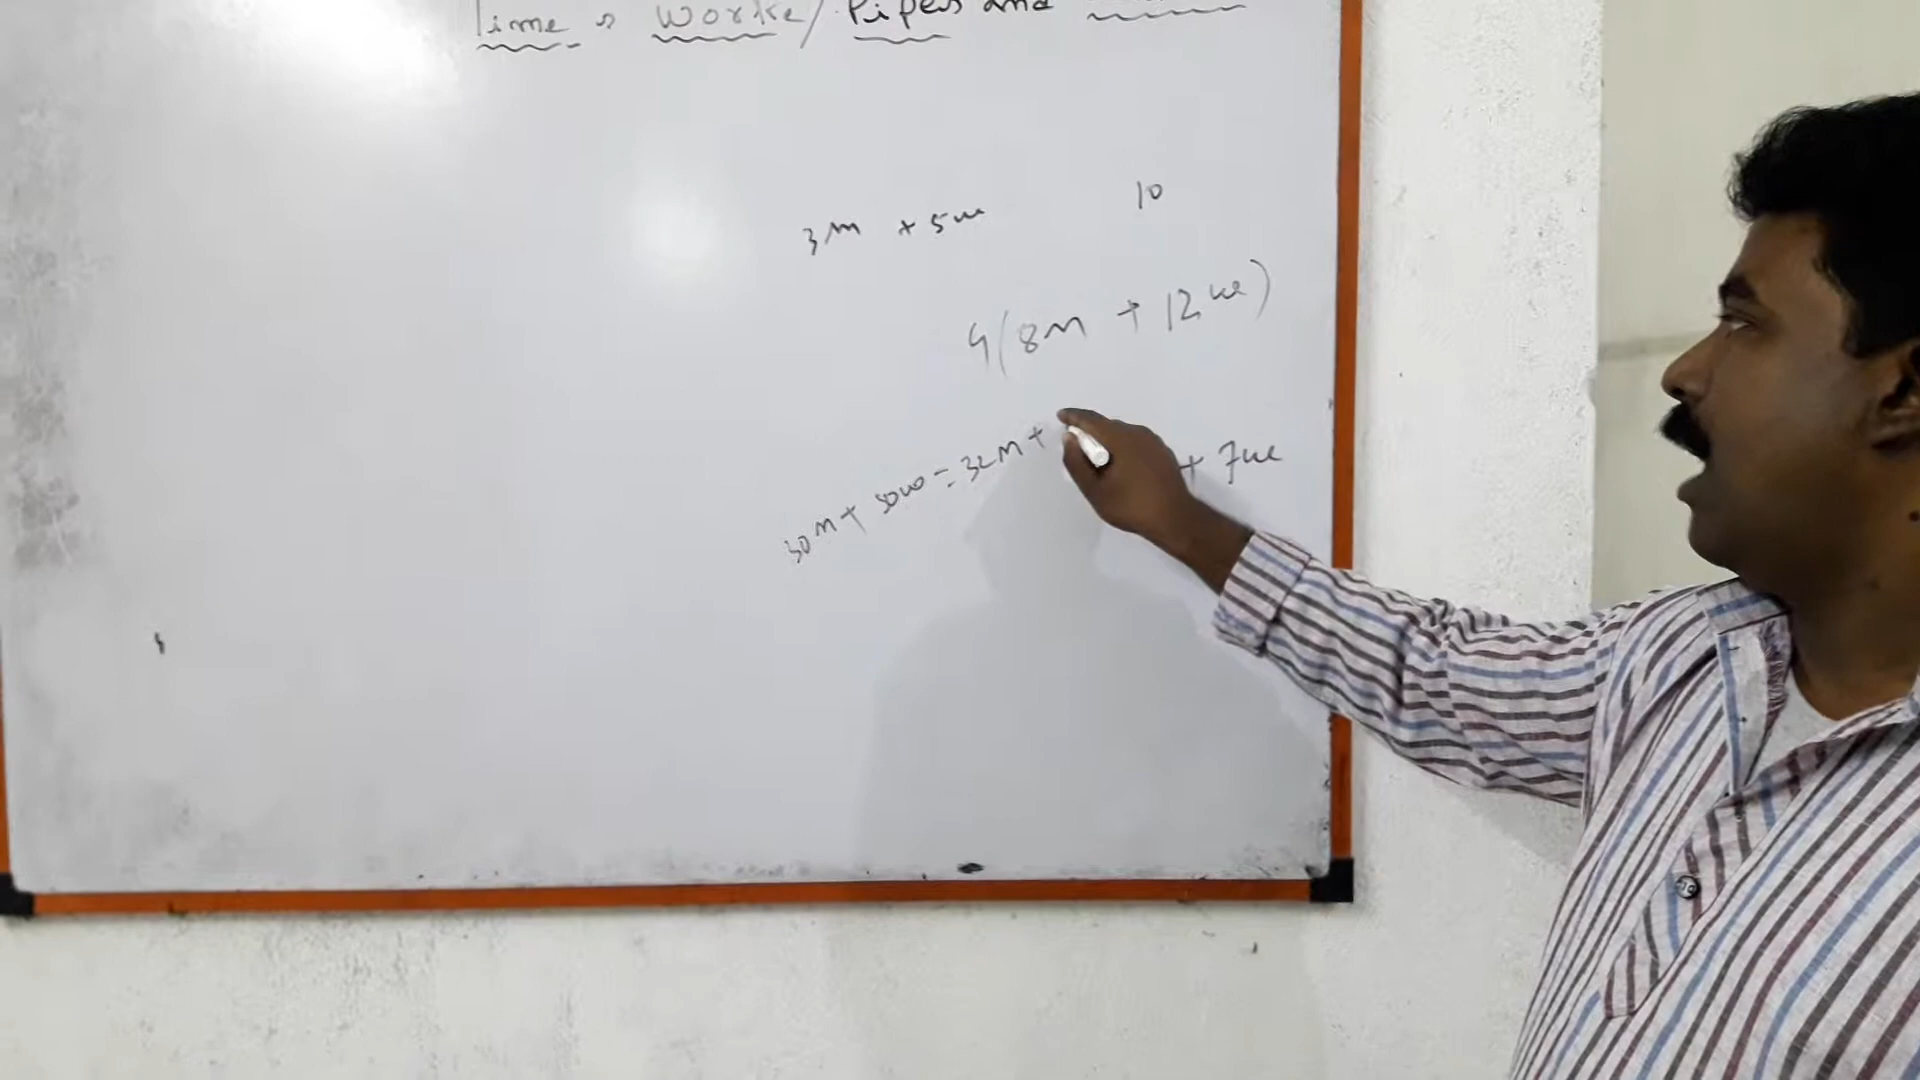 Time & Work / Pipes and
3m + 5w 10
4(8m + 12w)
+ 7w
30m + 50w = 32m +